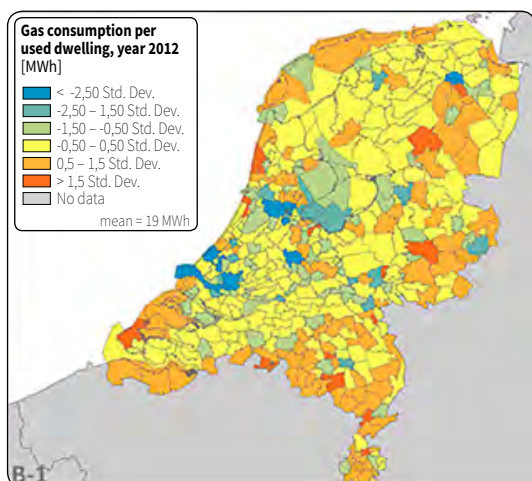 Gas consumption per
used dwelling, year 2012
[MWh]
< -2,50 Std. Dev.
-2,50 – 1,50 Std. Dev.
-1,50 – -0,50 Std. Dev.
-0,50 – 0,50 Std. Dev.
0,5 – 1,5 Std. Dev.
> 1,5 Std. Dev.
No data
mean = 19 MWh
B-1